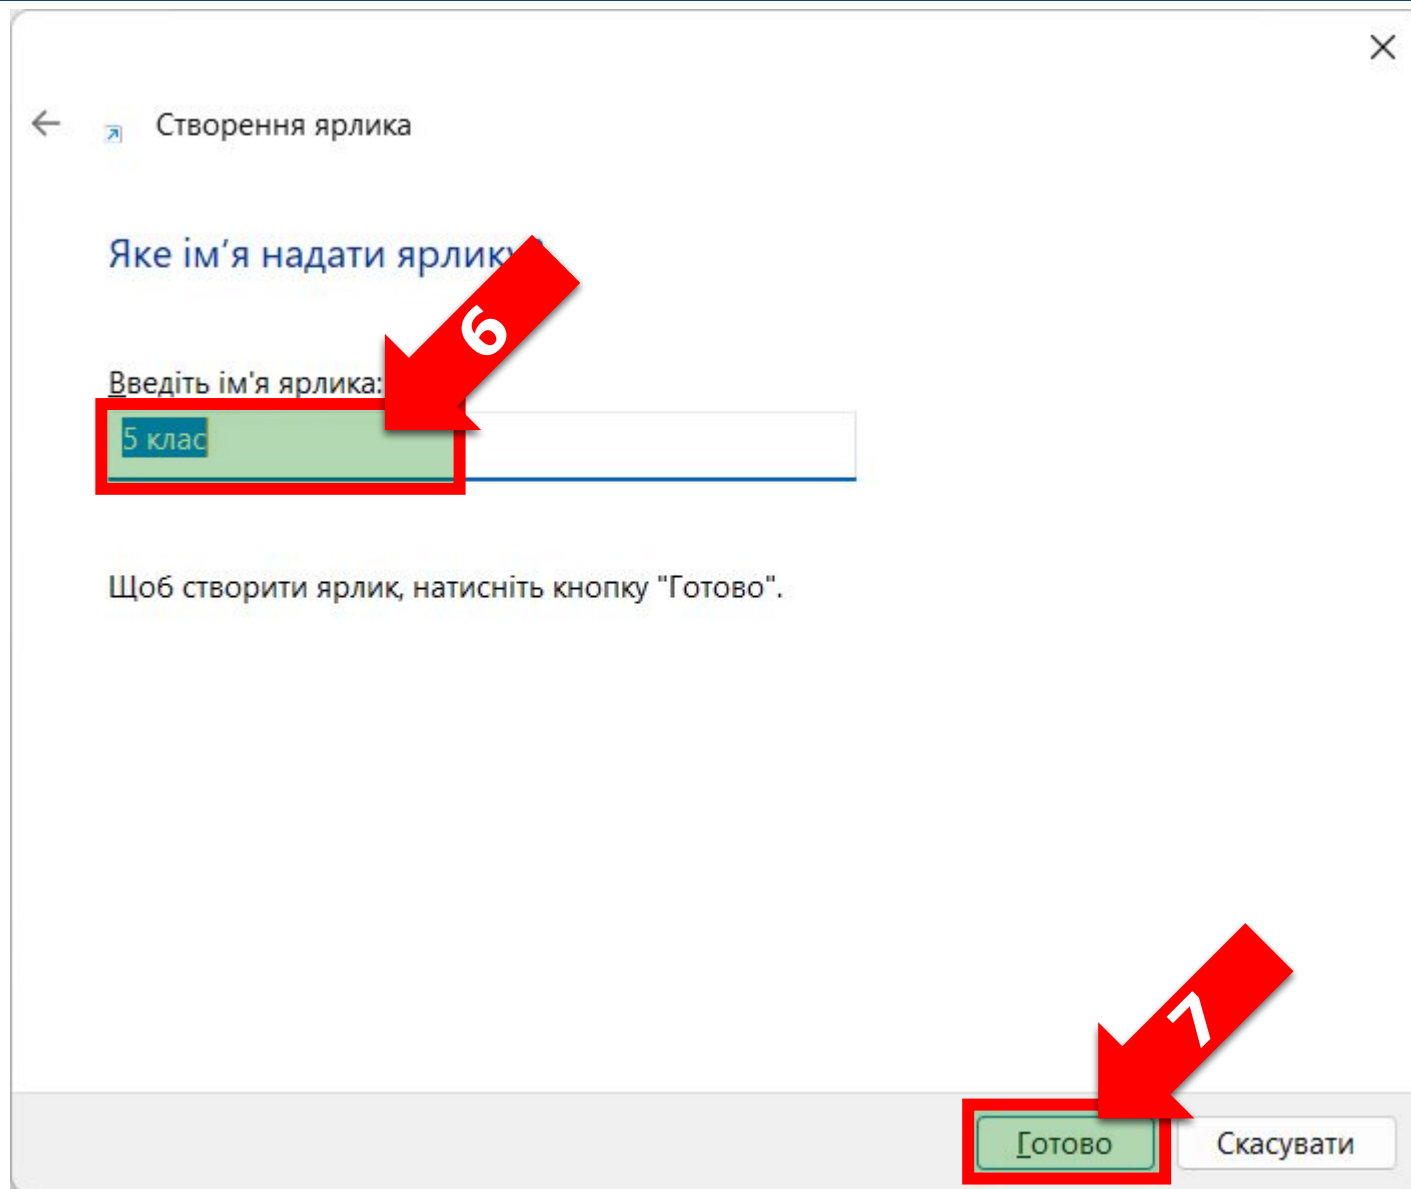 Створення ярлика
Яке ім’я надати ярлику?
6
Введіть ім'я ярлика:
5 клас
Щоб створити ярлик, натисніть кнопку "Готово".
7
Готово
Скасувати